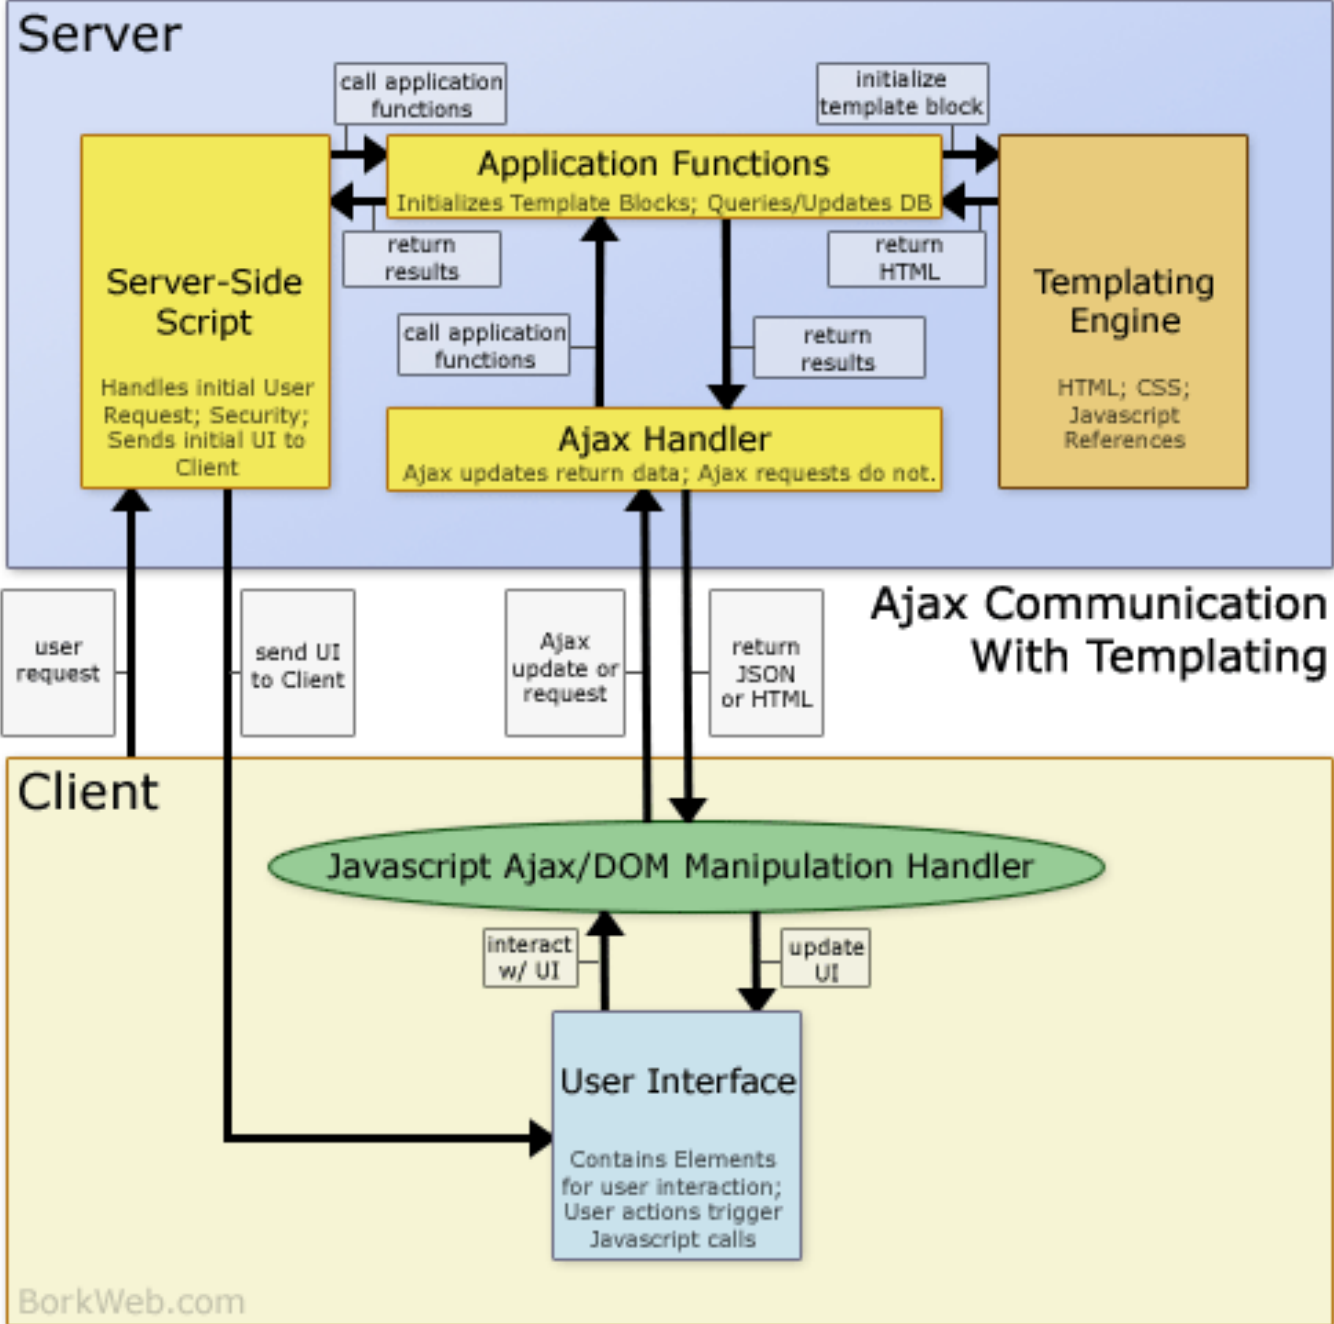 Server
call application
functions
initialize
template block
Application Functions
Initializes Template Blocks; Queries/Updates DB
return
results
return
HTML
Server-Side
Script
Handles initial User
Request; Security;
Sends initial UI to
Client
Templating
Engine
HTML; CSS;
Javascript
References
call application
functions
return
results
Ajax Handler
Ajax updates return data; Ajax requests do not.
user
request
send UI
to Client
Ajax
update or
request
return
JSON
or HTML
Ajax Communication
With Templating
Client
Javascript Ajax/DOM Manipulation Handler
interact
w/ UI
update
UI
User Interface
Contains Elements
for user interaction;
User actions trigger
Javascript calls
BorkWeb.com